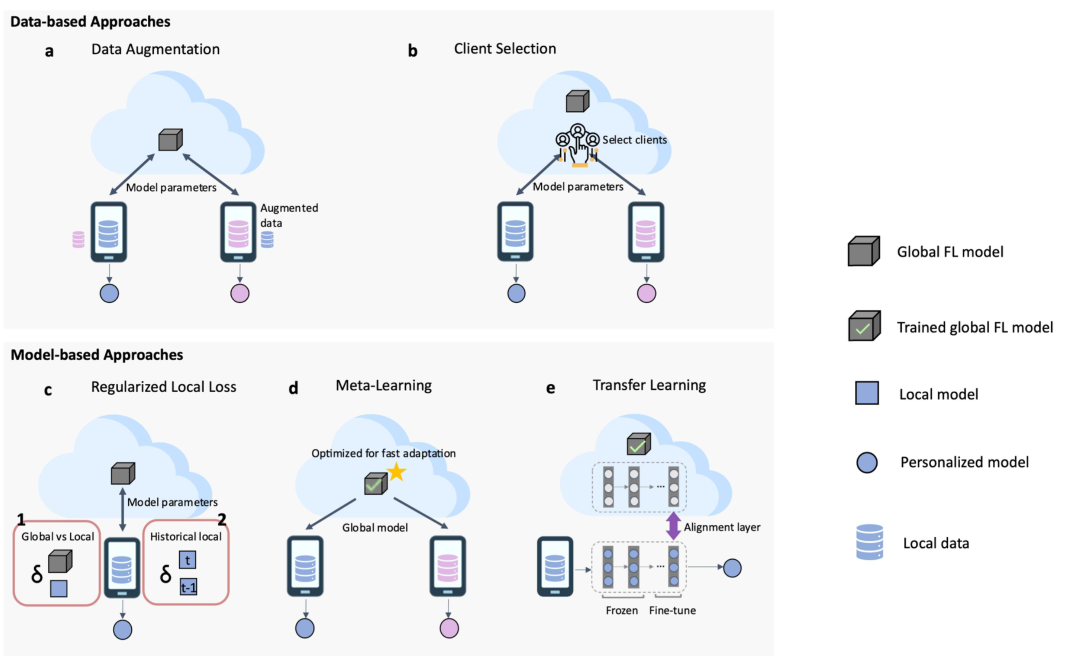 Data-based Approaches
a Data Augmentation
b Client Selection
Select clients
Model parameters
Model parameters
Augmented
data
Global FL model
Trained global FL model
Local model
Personalized model
Local data
Model-based Approaches
c Regularized Local Loss
d Meta-Learning
e Transfer Learning
Optimized for fast adaptation
Model parameters
1
Global vs Local
δ
2
Historical local
δ
t
t-1
Global model
...
Alignment layer
...
Frozen
Fine-tune